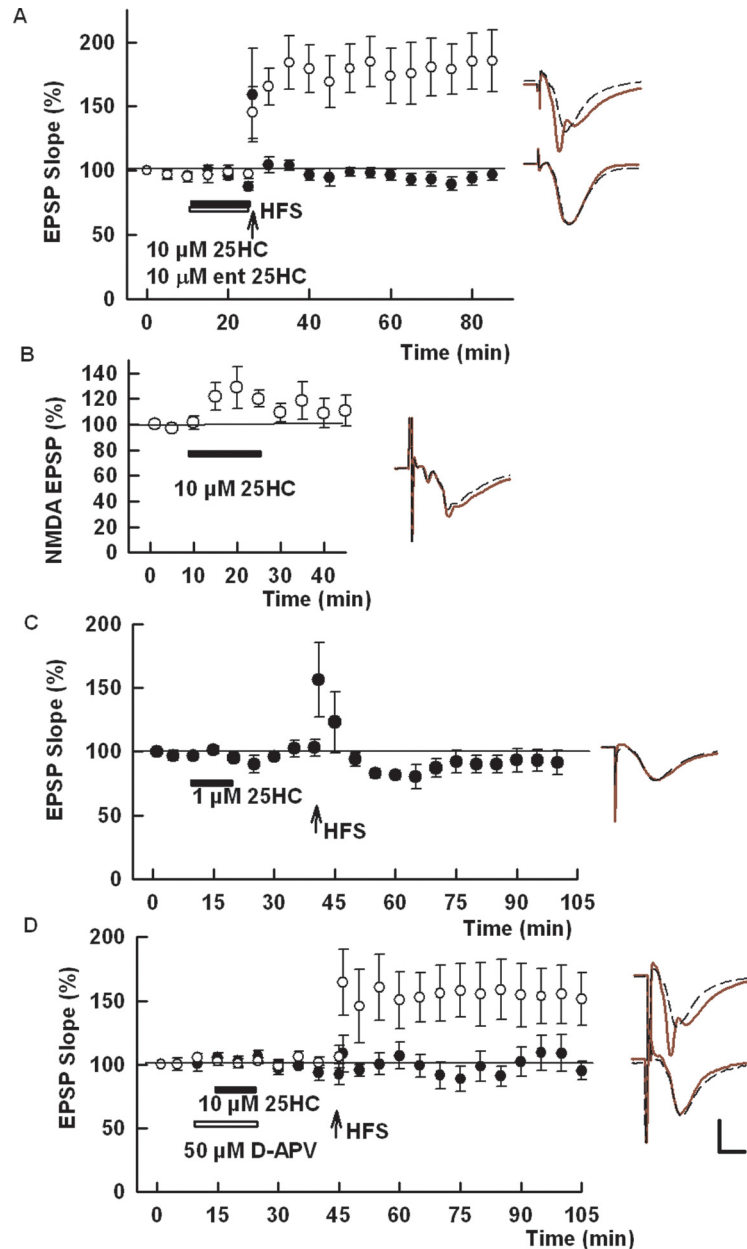 A
EPSP Slope (%)
200
150
100
50
0
HFS
10 µM 25HC
10 µM ent 25HC
0 20 40 60 80
Time (min)
B
NMDA EPSP (%)
140
120
100
80
60
40
20
0
10 µM 25HC
0 10 20 30 40
Time (min)
C
EPSP Slope (%)
200
150
100
50
0
1 µM 25HC
HFS
0 15 30 45 60 75 90 105
Time (min)
D
EPSP Slope (%)
200
150
100
50
0
10 µM 25HC
HFS
50 µM D-APV
0 15 30 45 60 75 90 105
Time (min)